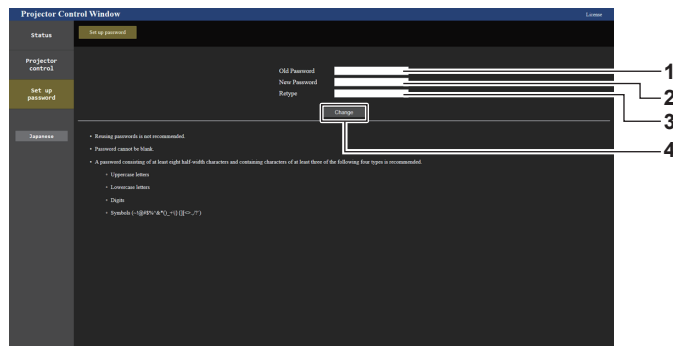 Projector Control Window
License
Status
Set up password
Projector
control
Set up
password
Japanese
Old Password
New Password
Retype
Change
1
2
3
4
• Reusing passwords is not recommended.
• Password cannot be blank.
• A password consisting of at least eight half-width characters and containing characters of at least three of the following four types is recommended.
• Uppercase letters
• Lowercase letters
• Digits
• Symbols